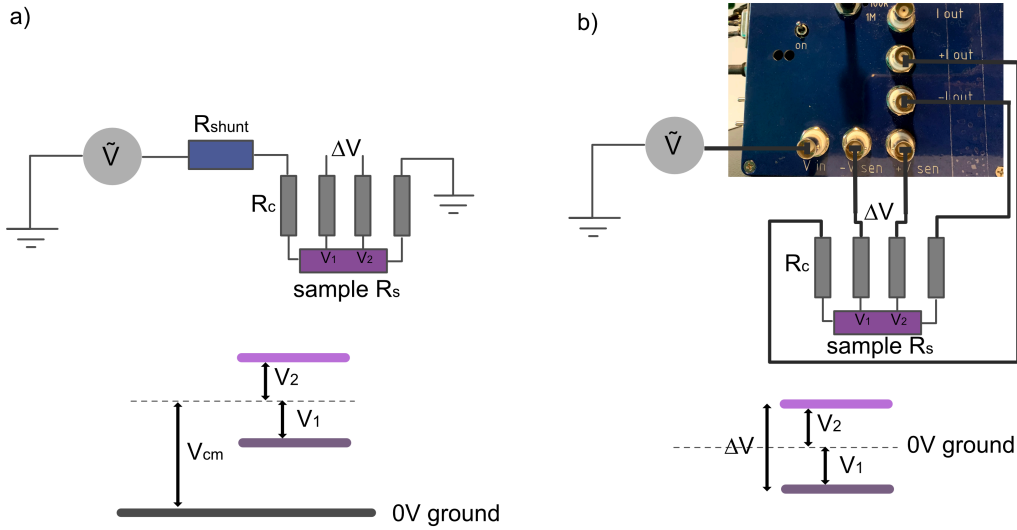 a)
Ṽ
Rshunt
ΔV
Rc
V1
V2
sample Rs
V2
V1
Vcm
0V ground
b)
100k
1M
on
I out
+I out
-I out
V in
-V sen
+V sen
Ṽ
ΔV
Rc
V1
V2
sample Rs
V2
ΔV
0V ground
V1